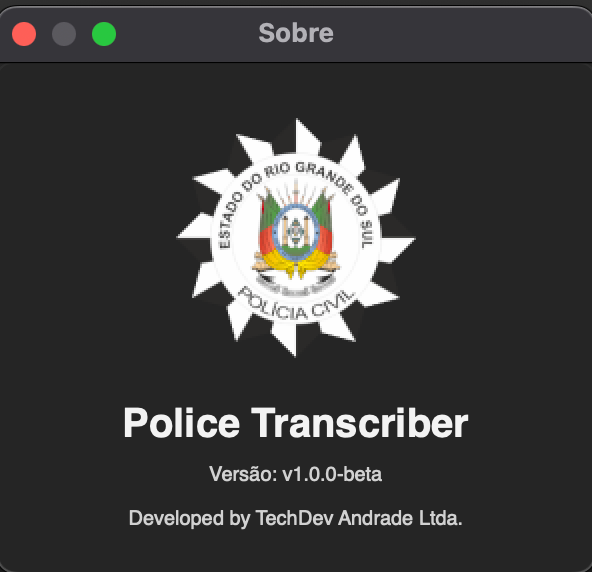 Sobre
ESTADO DO RIO GRANDE DO SUL
POLÍCIA CIVIL
Police Transcriber
Versão: v1.0.0-beta
Developed by TechDev Andrade Ltda.